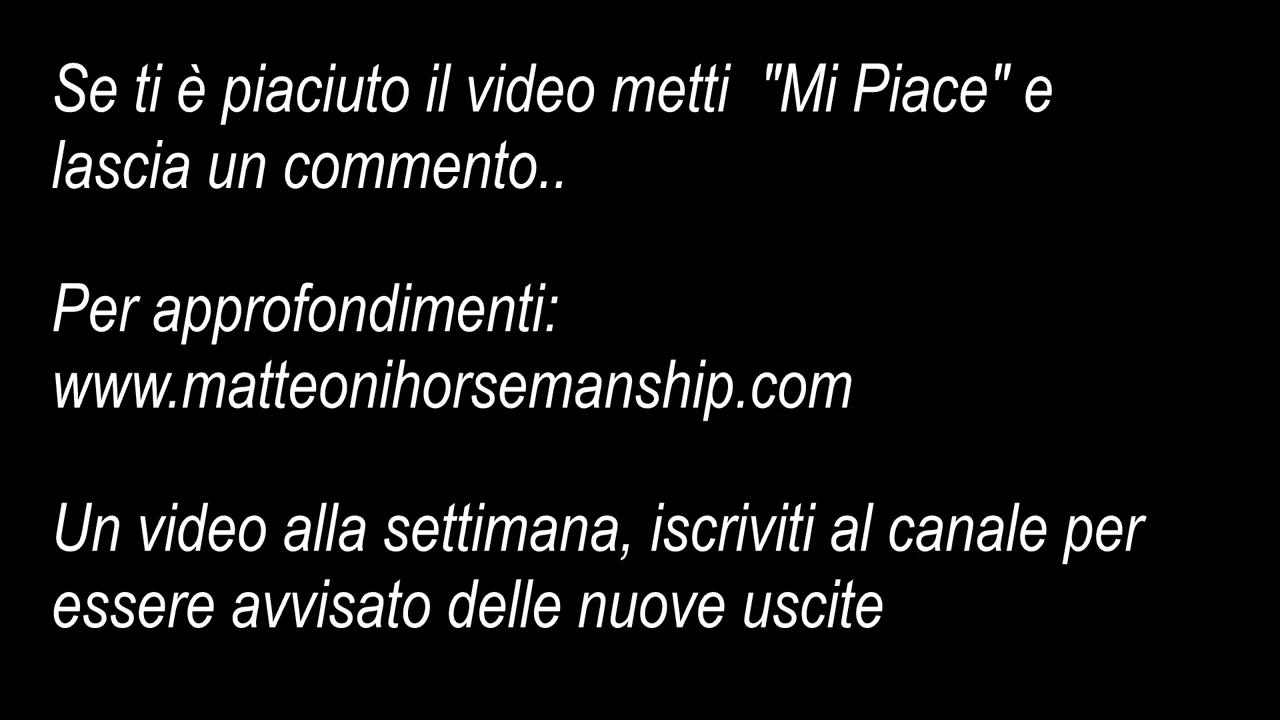 Se ti è piaciuto il video metti  "Mi Piace" e
lascia un commento..
Per approfondimenti:
www.matteonihorsemanship.com
Un video alla settimana, iscriviti al canale per
essere avvisato delle nuove uscite